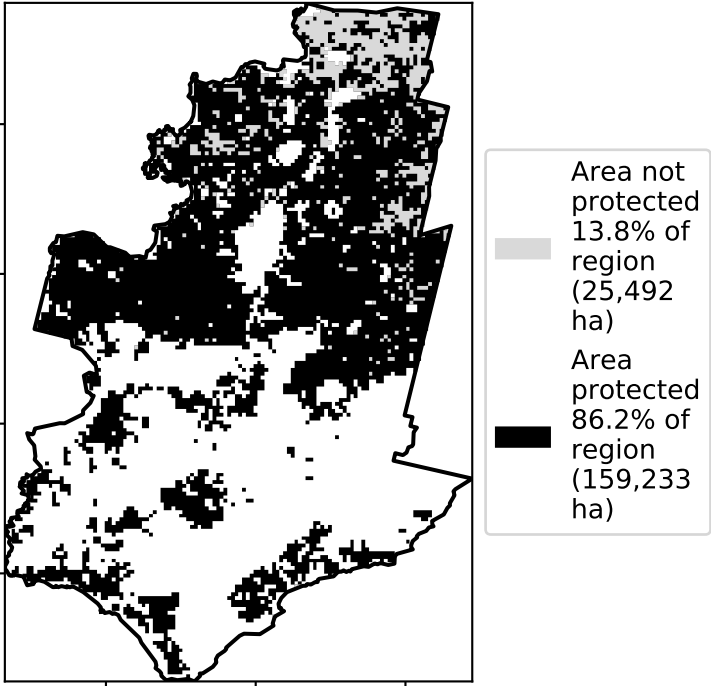 Area not
protected
13.8% of
region
(25,492
ha)
Area
protected
86.2% of
region
(159,233
ha)